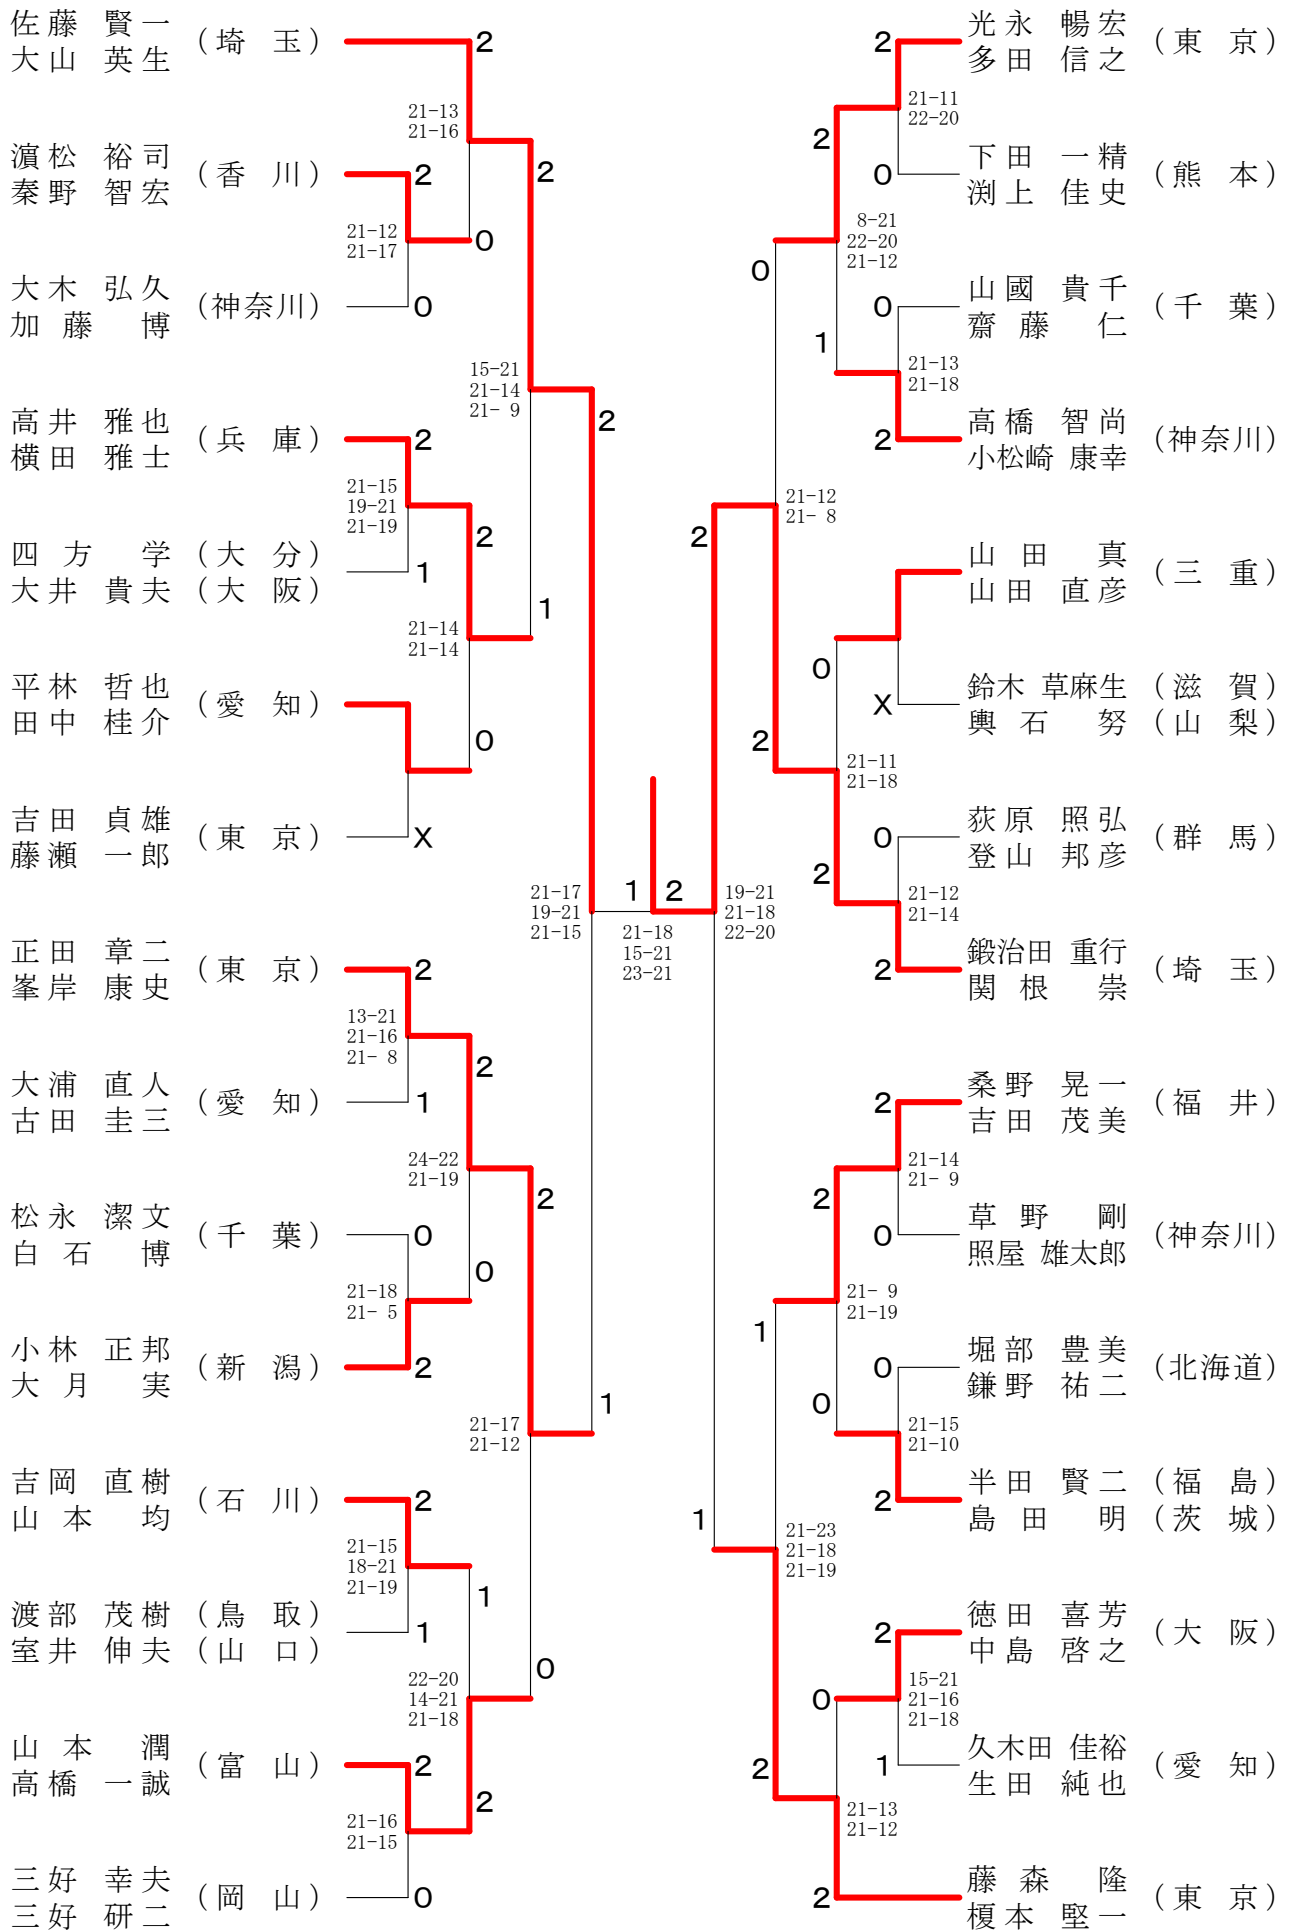 佐藤 賢一
大山 英生
(埼 玉)
2
21-13
21-16
濵松 裕司
秦野 智宏
(香 川)
2
2
21-12
21-17
0
大木 弘久
加藤 博
(神奈川)
0
15-21
21-14
21- 9
2
高井 雅也
横田 雅士
(兵 庫)
2
21-15
19-21
21-19
2
四方 学
大井 貴夫
(大 分)
(大 阪)
1
1
21-14
21-14
平林 哲也
田中 桂介
(愛 知)
0
吉田 貞雄
藤瀬 一郎
(東 京)
X
21-17
19-21
21-15
正田 章二
峯岸 康史
(東 京)
2
13-21
21-16
21- 8
2
大浦 直人
古田 圭三
(愛 知)
1
24-22
21-19
2
松永 潔文
白石 博
(千 葉)
0
0
21-18
21- 5
小林 正邦
大月 実
(新 潟)
2
1
21-17
21-12
吉岡 直樹
山本 均
(石 川)
2
21-15
18-21
21-19
1
渡部 茂樹
室井 伸夫
(鳥 取)
(山 口)
1
0
22-20
14-21
21-18
山本 潤
高橋 一誠
(富 山)
2
2
21-16
21-15
三好 幸夫
三好 研二
(岡 山)
0
1
2
21-18
15-21
23-21
光永 暢宏
多田 信之
(東 京)
2
21-11
22-20
2
下田 一精
渕上 佳史
(熊 本)
0
8-21
22-20
21-12
0
山國 貴千
齋藤 仁
(千 葉)
0
1
21-13
21-18
高橋 智尚
小松崎 康幸
(神奈川)
2
21-12
21- 8
2
山田 真
山田 直彦
(三 重)
0
鈴木 草麻生
輿石 努
(滋 賀)
(山 梨)
X
2
21-11
21-18
荻原 照弘
登山 邦彦
(群 馬)
0
2
21-12
21-14
19-21
21-18
22-20
鍛治田 重行
関根 崇
(埼 玉)
2
桑野 晃一
吉田 茂美
(福 井)
2
21-14
21- 9
2
草野 剛
照屋 雄太郎
(神奈川)
0
21- 9
21-19
1
堀部 豊美
鎌野 祐二
(北海道)
0
0
21-15
21-10
半田 賢二
島田 明
(福 島)
(茨 城)
2
1
21-23
21-18
21-19
徳田 喜芳
中島 啓之
(大 阪)
2
15-21
21-16
21-18
0
久木田 佳裕
生田 純也
(愛 知)
1
2
21-13
21-12
藤森 隆
榎本 堅一
(東 京)
2